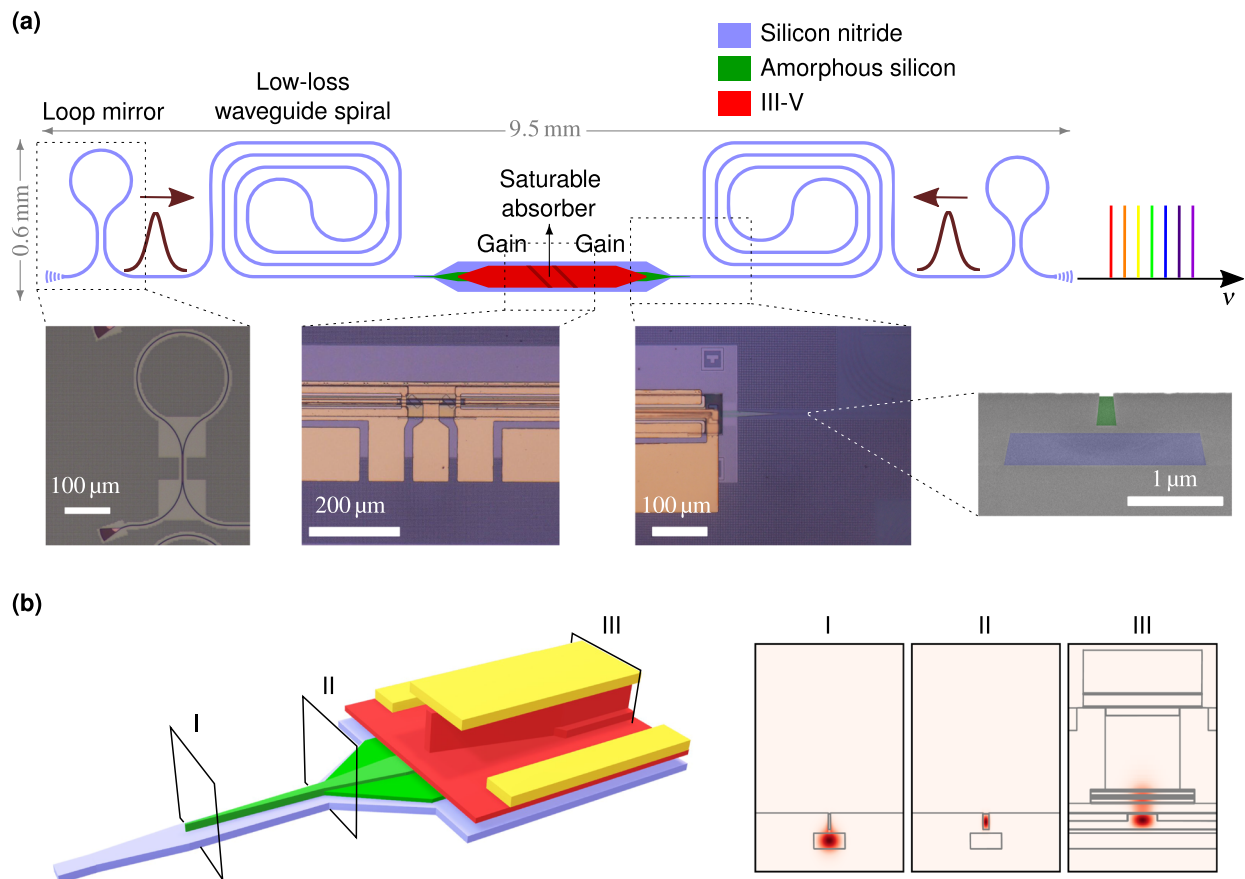 (a)
Silicon nitride
Amorphous silicon
III-V
Low-loss
waveguide spiral
Loop mirror
9.5 mm
0.6 mm
Saturable
absorber
Gain
Gain
ν
100 µm
200 µm
100 µm
1 µm
(b)
I
II
III
I
II
III